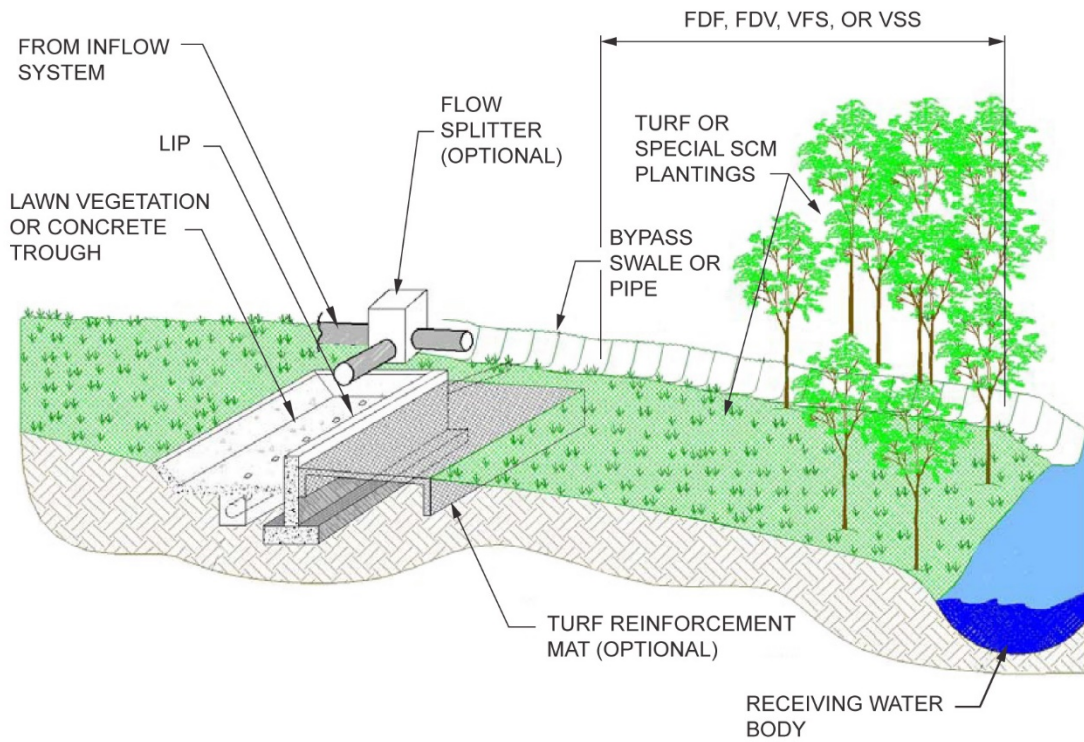 FDF, FDV, VFS, OR VSS
FROM INFLOW
SYSTEM
FLOW
SPLITTER
(OPTIONAL)
TURF OR
SPECIAL SCM
PLANTINGS
LIP
LAWN VEGETATION
OR CONCRETE
TROUGH
BYPASS
SWALE OR
PIPE
TURF REINFORCEMENT
MAT (OPTIONAL)
RECEIVING WATER
BODY